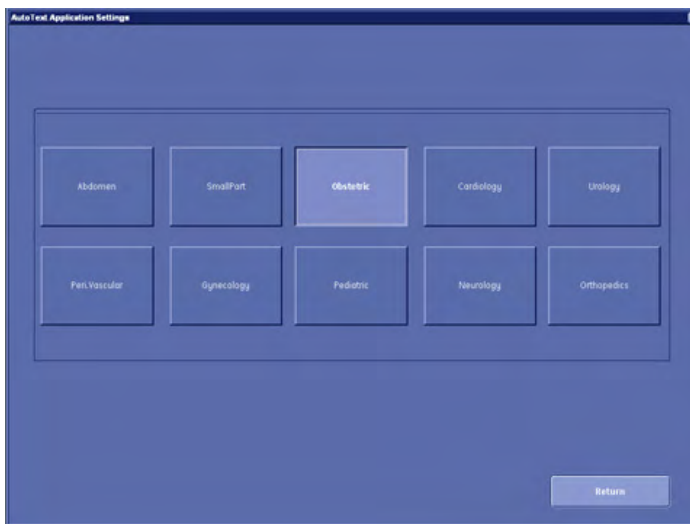 AutoText Application Settings
Abdomen SmallPart Obstetric Cardiology Urology
Peri.Vascular Gynecology Pediatric Neurology Orthopedics
Return